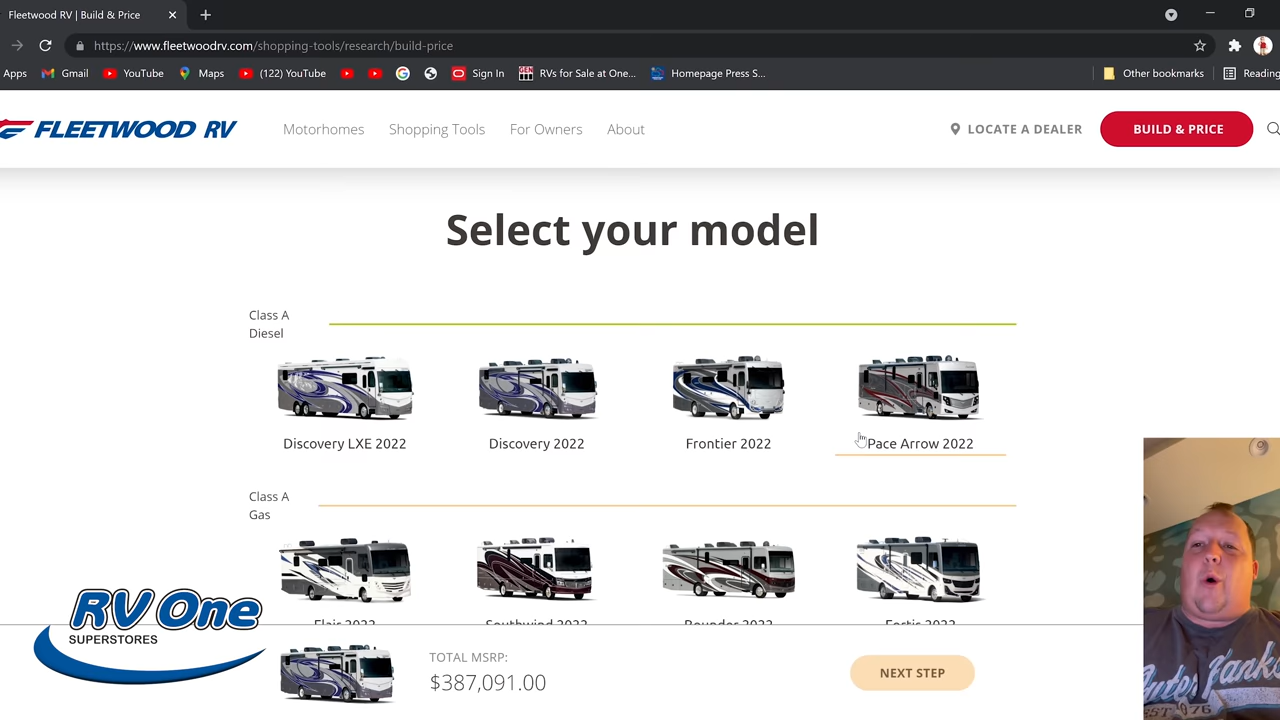 Fleetwood RV | Build & Price
https://www.fleetwoodrv.com/shopping-tools/research/build-price
Apps Gmail YouTube Maps (122) YouTube Sign In RVs for Sale at One... Homepage Press S... Other bookmarks Reading
FLEETWOOD RV Motorhomes Shopping Tools For Owners About LOCATE A DEALER BUILD & PRICE
Select your model
Class A
Diesel
Discovery LXE 2022 Discovery 2022 Frontier 2022 Pace Arrow 2022
Class A
Gas
Flair 2022 Southwind 2022 Bounder 2022 Fortis 2022
RV One
SUPERSTORES
TOTAL MSRP:
$387,091.00
NEXT STEP